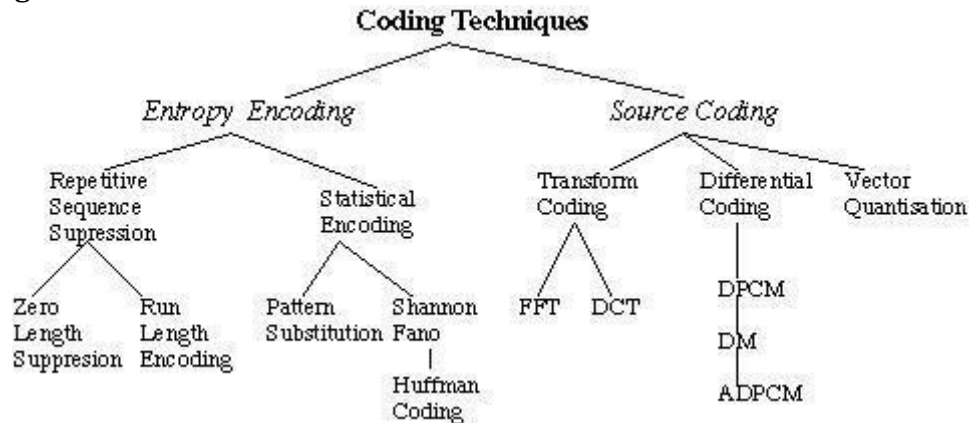 g
Coding Techniques
Entropy Encoding
Source Coding
Repetitive
Sequence
Supression
Statistical
Encoding
Transform
Coding
Differential
Coding
Vector
Quantisation
Zero
Length
Suppresion
Run
Length
Encoding
Pattern
Substitution
Shannon
Fano
Huffman
Coding
FFT
DCT
DPCM
DM
ADPCM